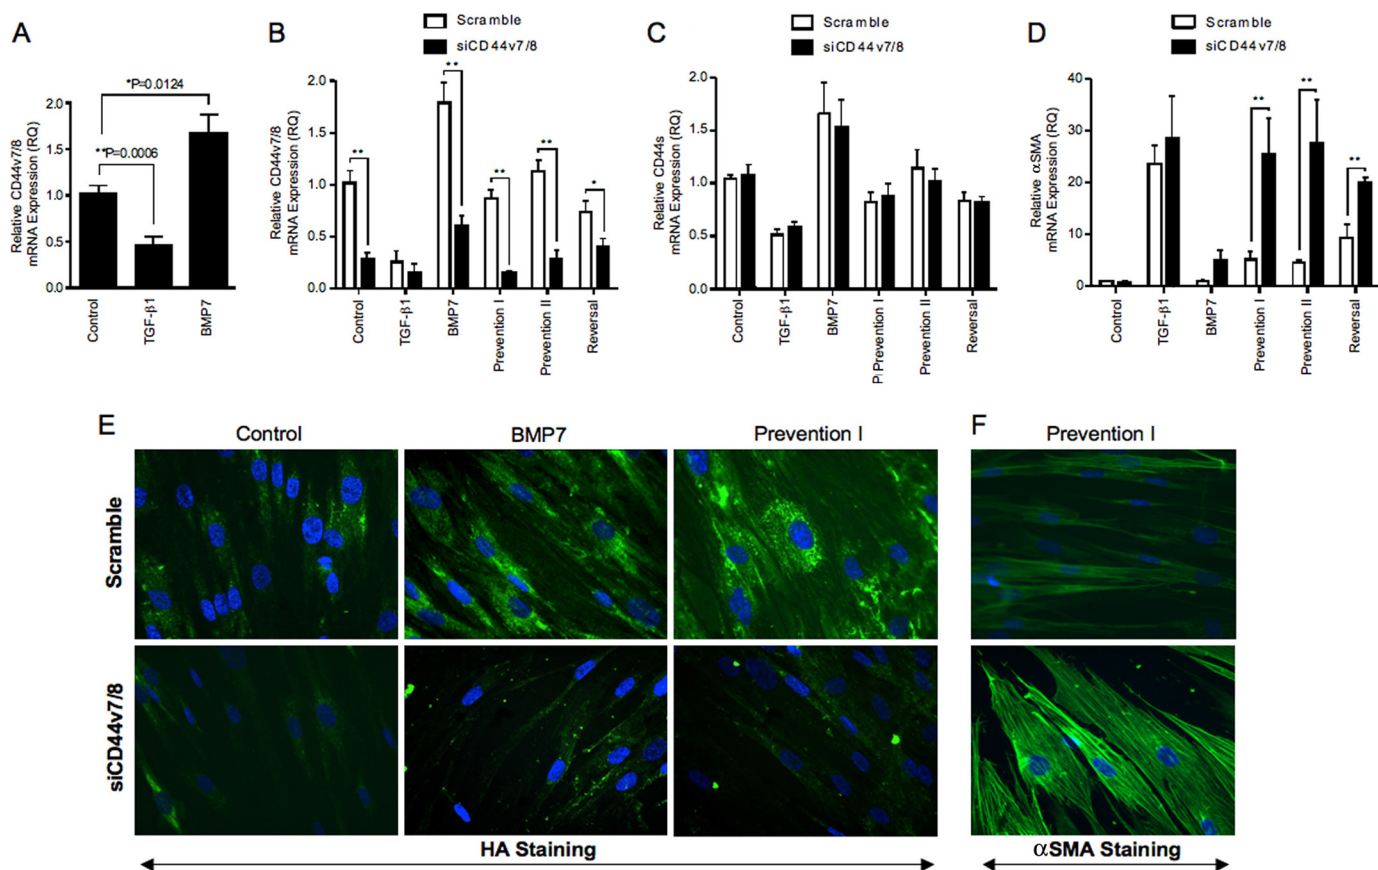 A
*P=0.0124
**P=0.0006
Relative CD44v7/8
mRNA Expression (RQ)
2.0
1.5
1.0
0.5
0.0
Control
TGF-β1
BMP7
B
Scramble
siCD44v7/8
Relative CD44v7/8
mRNA Expression (RQ)
2.0
1.5
1.0
0.5
0.0
**
**
**
**
*
Control
TGF-β1
BMP7
Prevention I
Prevention II
Reversal
C
Scramble
siCD44v7/8
Relative CD44s
mRNA Expression (RQ)
2.0
1.5
1.0
0.5
0.0
Control
TGF-β1
BMP7
P| Prevention I
Prevention II
Reversal
D
Scramble
siCD44v7/8
Relative αSMA
mRNA Expression (RQ)
40
30
20
10
0
**
**
**
Control
TGF-β1
BMP7
Prevention I
Prevention II
Reversal
E
Control
BMP7
Prevention I
F
Prevention I
Scramble
siCD44v7/8
HA Staining
αSMA Staining